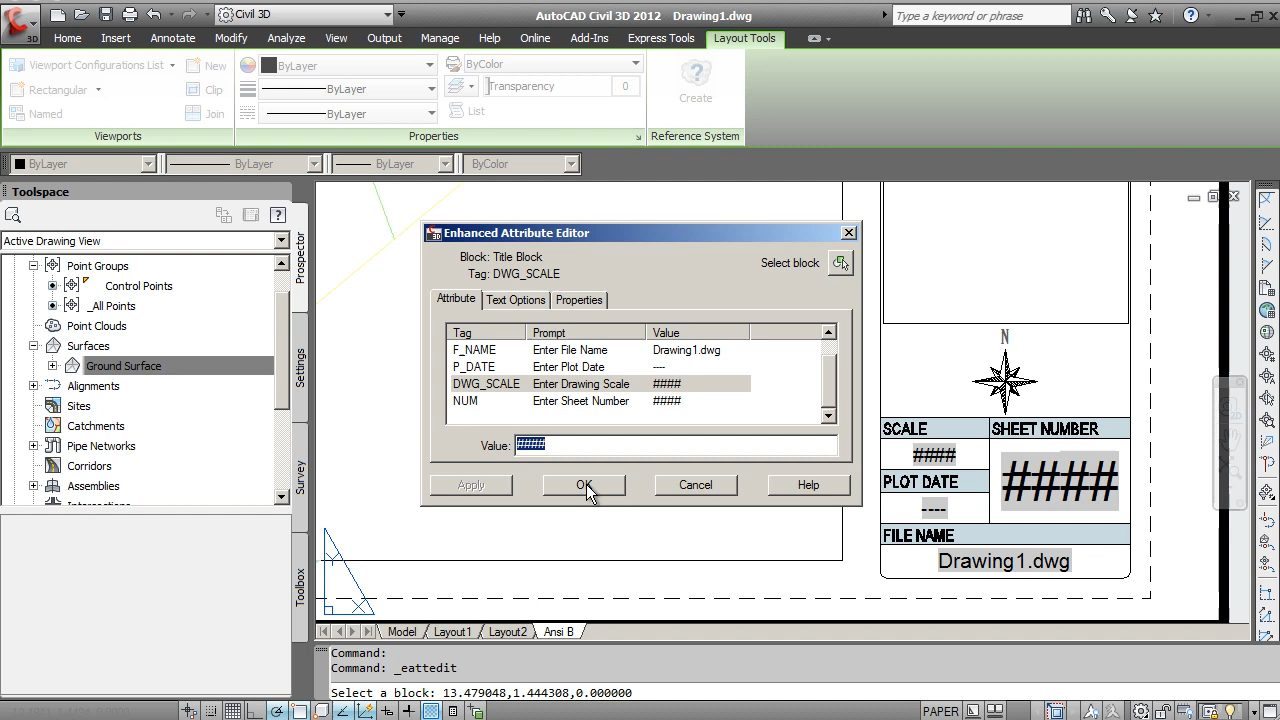 3D
Civil 3D
AutoCAD Civil 3D 2012 Drawing1.dwg
Type a keyword or phrase
Home Insert Annotate Modify Analyze View Output Manage Help Online Add-Ins Express Tools Layout Tools
Viewport Configurations List New
Rectangular Clip
Named Join
Viewports
ByLayer
ByLayer
ByLayer
ByColor
Transparency 0
List
Properties
Create
Reference System
ByLayer ByLayer ByLayer ByColor
Toolspace
Active Drawing View
Point Groups
Control Points
_All Points
Point Clouds
Surfaces
Ground Surface
Alignments
Sites
Catchments
Pipe Networks
Corridors
Assemblies
Intersections
Prospector
Settings
Survey
Toolbox
Enhanced Attribute Editor
Block: Title Block
Tag: DWG_SCALE
Select block
Attribute Text Options Properties
Tag Prompt Value
F_NAME Enter File Name Drawing1.dwg
P_DATE Enter Plot Date ----
DWG_SCALE Enter Drawing Scale ####
NUM Enter Sheet Number ####
Value: ####
Apply OK Cancel Help
N
SCALE SHEET NUMBER
#### ####
PLOT DATE
----
FILE NAME
Drawing1.dwg
Y
X
Model Layout1 Layout2 Ansi B
Command:
Command: _eattedit
Select a block: 13.479048,1.444308,0.000000
PAPER